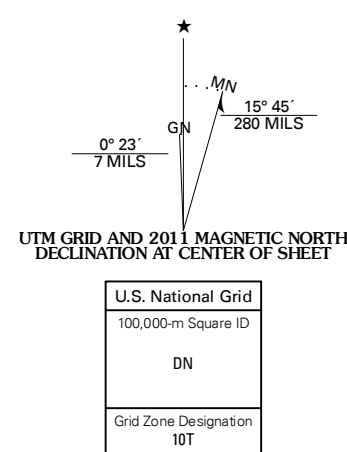 ★
MN
15° 45´
280 MILS
GN
0° 23´
7 MILS
UTM GRID AND 2011 MAGNETIC NORTH
DECLINATION AT CENTER OF SHEET
U.S. National Grid
100,000-m Square ID
DN
Grid Zone Designation
10T